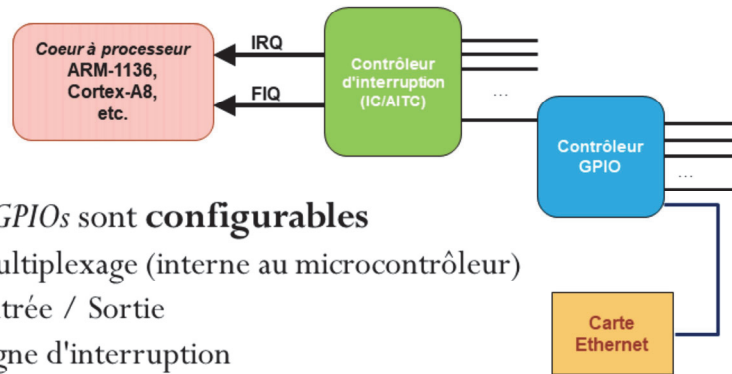 Coeur à processeur
ARM-1136,
Cortex-A8,
etc.
IRQ
FIQ
Contrôleur
d'interruption
(IC/AITC)
...
Contrôleur
GPIO
...
GPIOs sont configurables
ultiplexage (interne au microcontrôleur)
trée / Sortie
gne d'interruption
Carte
Ethernet